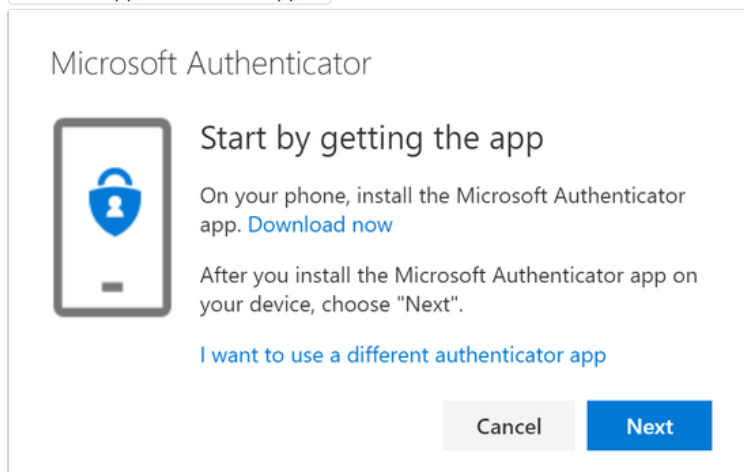 Microsoft Authenticator
Start by getting the app
On your phone, install the Microsoft Authenticator
app. Download now
After you install the Microsoft Authenticator app on
your device, choose "Next".
I want to use a different authenticator app
Cancel Next